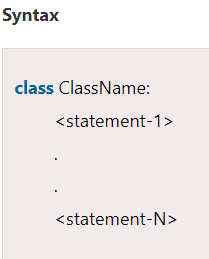 Syntax
class ClassName:
<statement-1>
.
.
<statement-N>